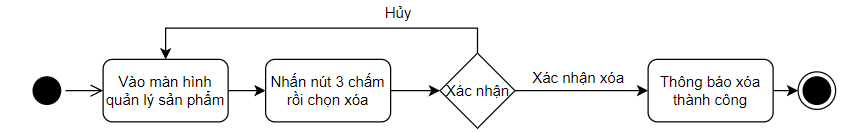 Hủy
Vào màn hình
quản lý sản phẩm
Nhấn nút 3 chấm
rồi chọn xóa
Xác nhận
Xác nhận xóa
Thông báo xóa
thành công